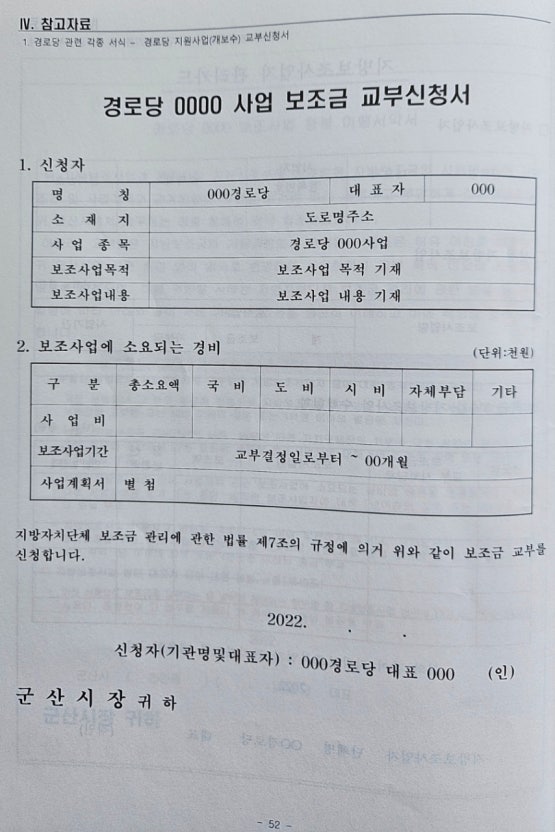 Ⅳ. 참고자료
1. 경로당 관련 각종 서식 - 경로당 지원사업(개보수) 교부신청서
경로당 0000 사업 보조금 교부신청서
1. 신청자
명 칭 000경로당 대 표 자 000
소 재 지 도로명주소
사 업 종 목 경로당 000사업
보조사업목적 보조사업 목적 기재
보조사업내용 보조사업 내용 기재
2. 보조사업에 소요되는 경비 (단위:천원)
구 분 총소요액 국 비 도 비 시 비 자체부담 기타
사 업 비
보조사업기간 교부결정일로부터 ~ 00개월
사업계획서 별 첨
지방자치단체 보조금 관리에 관한 법률 제7조의 규정에 의거 위와 같이 보조금 교부를
신청합니다.
2022. . .
신청자(기관명및대표자) : 000경로당 대표 000 (인)
군 산 시 장 귀 하
- 52 -